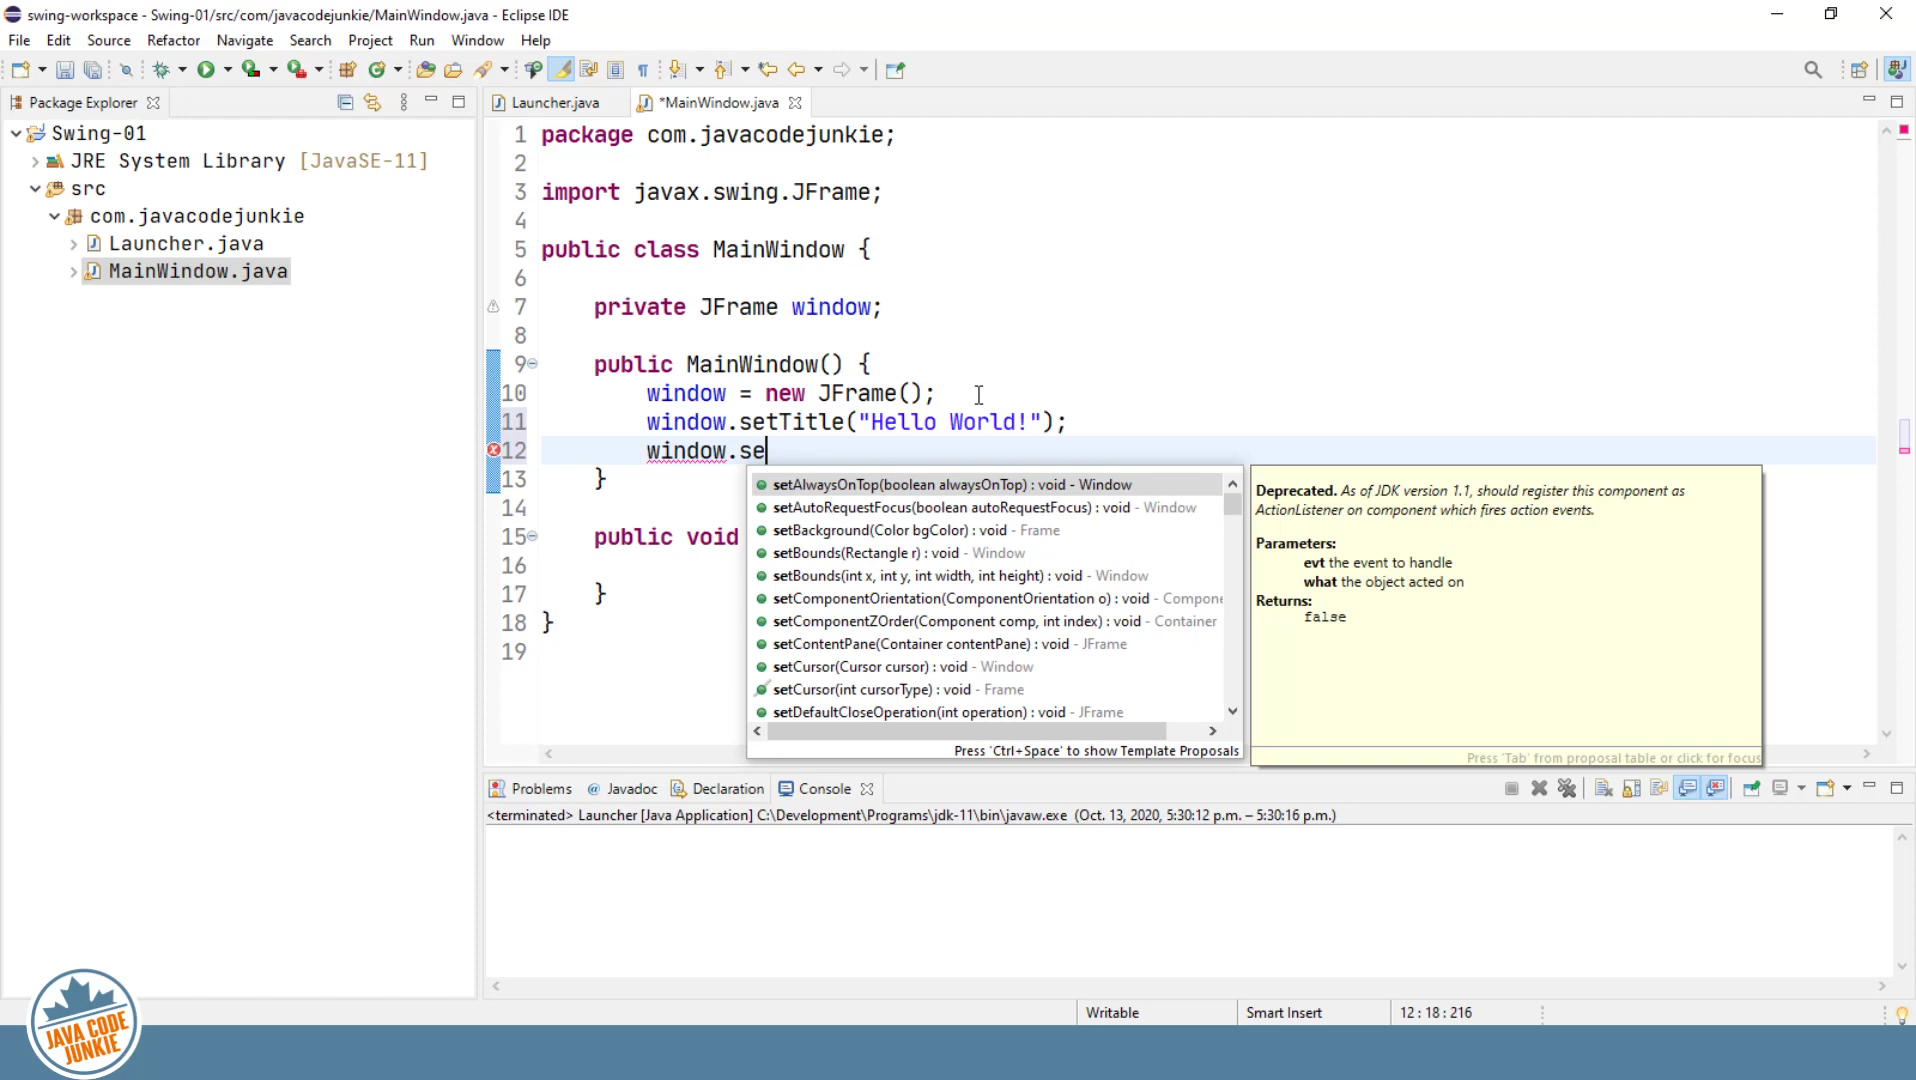 swing-workspace - Swing-01/src/com/javacodejunkie/MainWindow.java - Eclipse IDE
File Edit Source Refactor Navigate Search Project Run Window Help
Package Explorer
Launcher.java *MainWindow.java
Swing-01
JRE System Library [JavaSE-11]
src
com.javacodejunkie
Launcher.java
MainWindow.java
1 package com.javacodejunkie;
2
3 import javax.swing.JFrame;
4
5 public class MainWindow {
6
7 private JFrame window;
8
9 public MainWindow() {
10 window = new JFrame();
11 window.setTitle("Hello World!");
12 window.se
13 }
14
15 public void
16
17 }
18 }
19
setAlwaysOnTop(boolean alwaysOnTop) : void - Window
setAutoRequestFocus(boolean autoRequestFocus) : void - Window
setBackground(Color bgColor) : void - Frame
setBounds(Rectangle r) : void - Window
setBounds(int x, int y, int width, int height) : void - Window
setComponentOrientation(ComponentOrientation o) : void - Compone
setComponentZOrder(Component comp, int index) : void - Container
setContentPane(Container contentPane) : void - JFrame
setCursor(Cursor cursor) : void - Window
setCursor(int cursorType) : void - Frame
setDefaultCloseOperation(int operation) : void - JFrame
Press 'Ctrl+Space' to show Template Proposals
Deprecated. As of JDK version 1.1, should register this component as
ActionListener on component which fires action events.
Parameters:
evt the event to handle
what the object acted on
Returns:
false
Press 'Tab' from proposal table or click for focus
Problems @ Javadoc Declaration Console
<terminated> Launcher [Java Application] C:\Development\Programs\jdk-11\bin\javaw.exe (Oct. 13, 2020, 5:30:12 p.m. – 5:30:16 p.m.)
Writable Smart Insert 12 : 18 : 216
JAVA CODE
JUNKIE